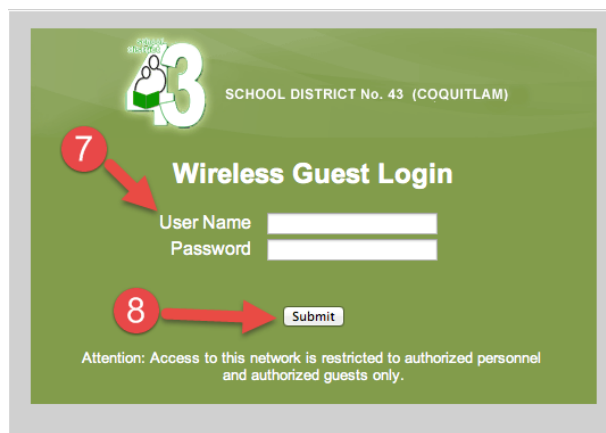 43
SCHOOL DISTRICT No. 43 (COQUITLAM)
7
Wireless Guest Login
User Name
Password
8
Submit
Attention: Access to this network is restricted to authorized personnel
and authorized guests only.